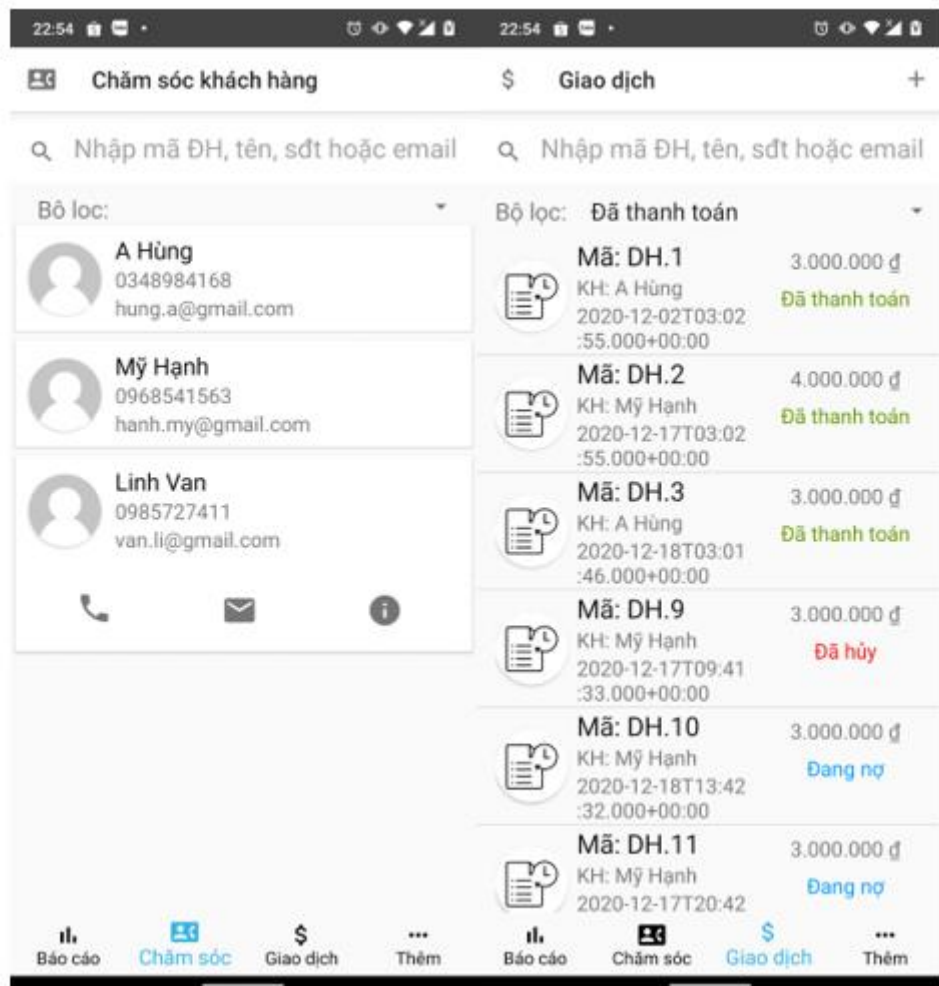 22:54
Chăm sóc khách hàng
Nhập mã ĐH, tên, sđt hoặc email
Bô loc:
A Hùng
0348984168
hung.a@gmail.com
Mỹ Hạnh
0968541563
hanh.my@gmail.com
Linh Van
0985727411
van.li@gmail.com
Báo cáo
Chăm sóc
$
Giao dịch
Thêm
22:54
$ Giao dịch +
Nhập mã ĐH, tên, sđt hoặc email
Bộ lọc: Đã thanh toán
Mã: DH.1
3.000.000 ₫
KH: A Hùng
Đã thanh toán
2020-12-02T03:02
:55.000+00:00
Mã: DH.2
4.000.000 ₫
KH: Mỹ Hạnh
Đã thanh toán
2020-12-17T03:02
:55.000+00:00
Mã: DH.3
3.000.000 ₫
KH: A Hùng
Đã thanh toán
2020-12-18T03:01
:46.000+00:00
Mã: DH.9
3.000.000 ₫
KH: Mỹ Hạnh
Đã hủy
2020-12-17T09:41
:33.000+00:00
Mã: DH.10
3.000.000 ₫
KH: Mỹ Hạnh
Đang nợ
2020-12-18T13:42
:32.000+00:00
Mã: DH.11
3.000.000 ₫
KH: Mỹ Hạnh
Đang nợ
2020-12-17T20:42
Báo cáo
Chăm sóc
$
Giao dịch
Thêm